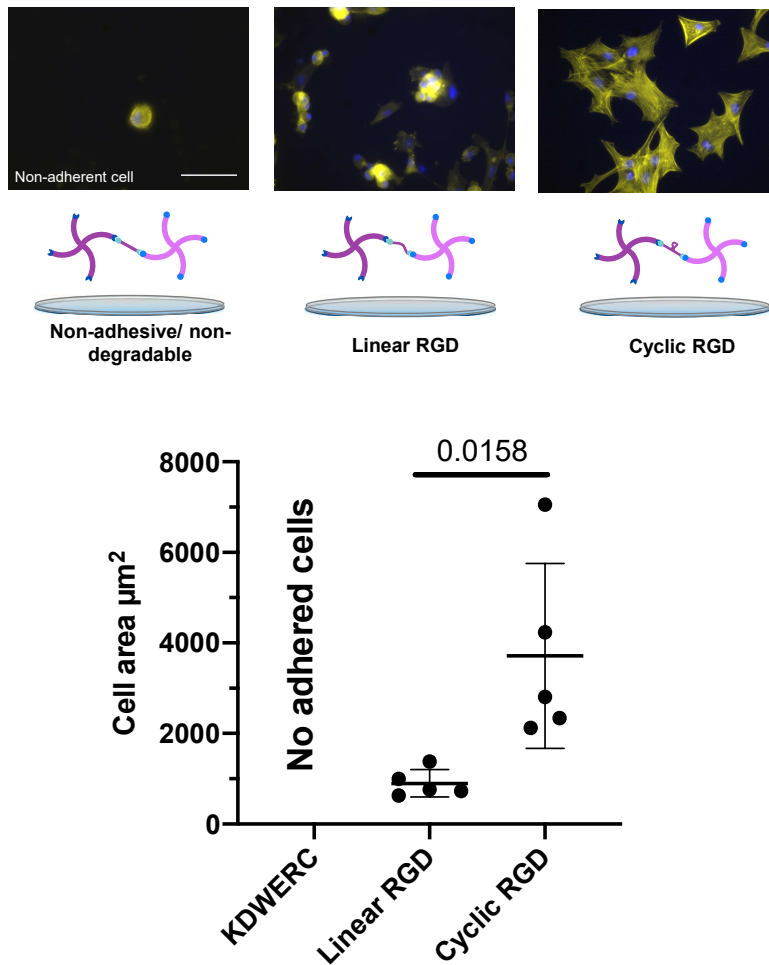 Non-adherent cell
Non-adhesive/ non-
degradable
Linear RGD
Cyclic RGD
0.0158
8000
6000
4000
2000
0
Cell area µm²
No adhered cells
KDWERC
Linear RGD
Cyclic RGD